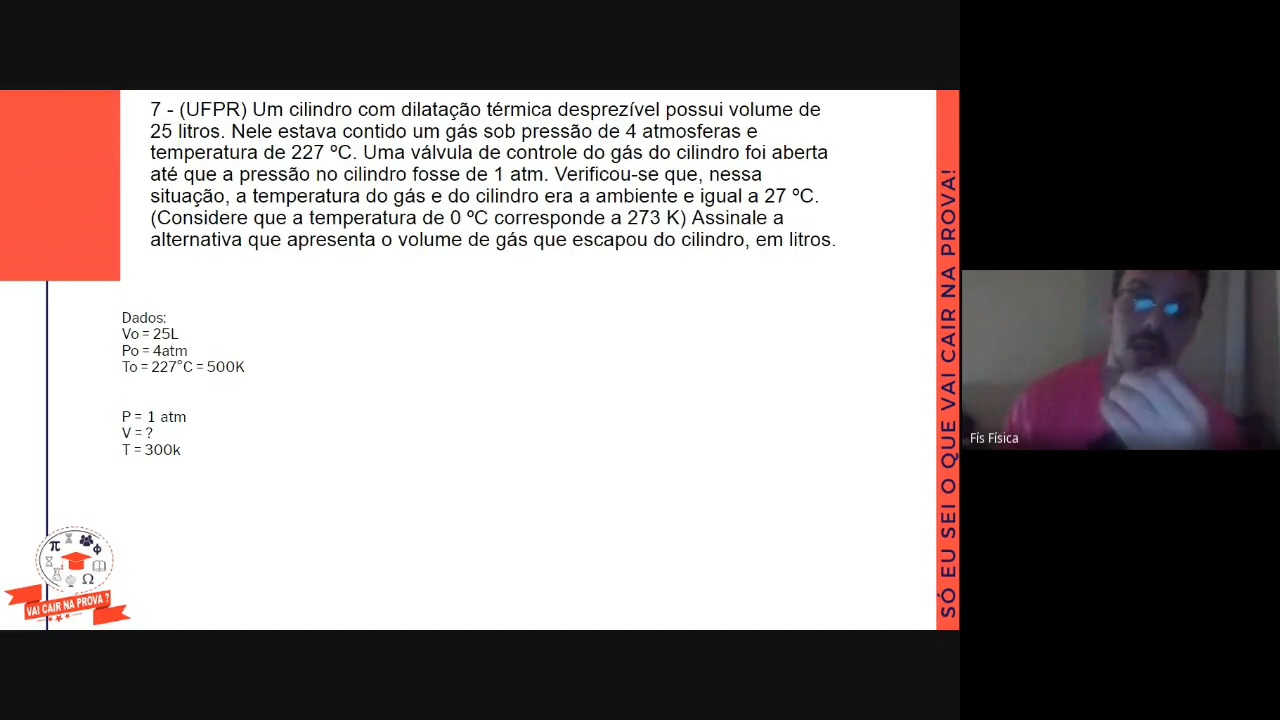 7 - (UFPR) Um cilindro com dilatação térmica desprezível possui volume de
25 litros. Nele estava contido um gás sob pressão de 4 atmosferas e
temperatura de 227 ºC. Uma válvula de controle do gás do cilindro foi aberta
até que a pressão no cilindro fosse de 1 atm. Verificou-se que, nessa
situação, a temperatura do gás e do cilindro era a ambiente e igual a 27 ºC.
(Considere que a temperatura de 0 ºC corresponde a 273 K) Assinale a
alternativa que apresenta o volume de gás que escapou do cilindro, em litros.
Dados:
Vo = 25L
Po = 4atm
To = 227°C = 500K
P = 1 atm
V = ?
T = 300k
π
Φ
Ω
VAI CAIR NA PROVA ?
SÓ EU SEI O QUE VAI CAIR NA PROVA!
Fís Física